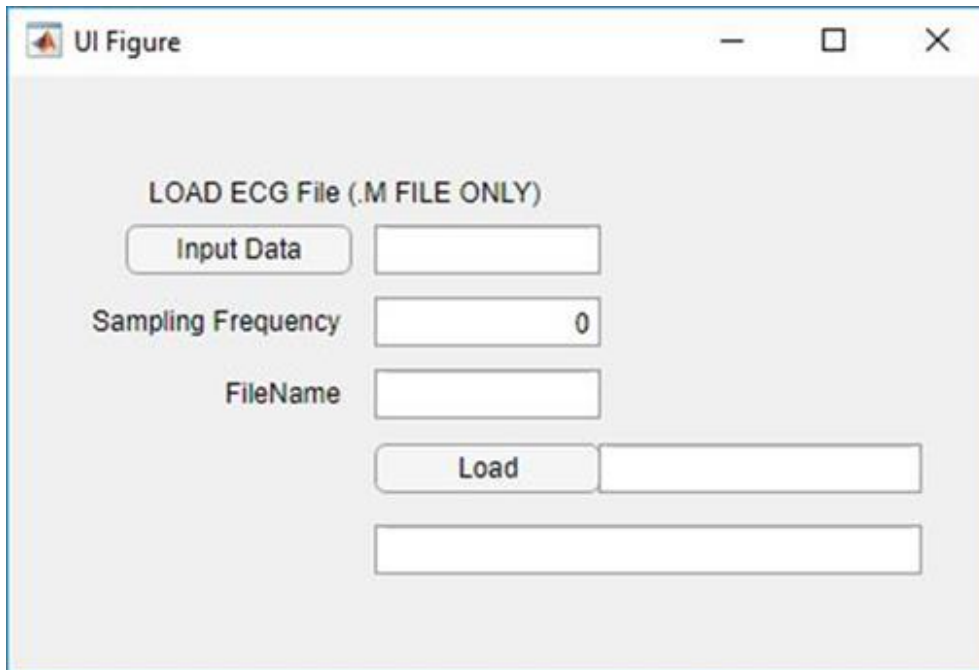 UI Figure
LOAD ECG File (.M FILE ONLY)
Input Data
Sampling Frequency 0
FileName
Load